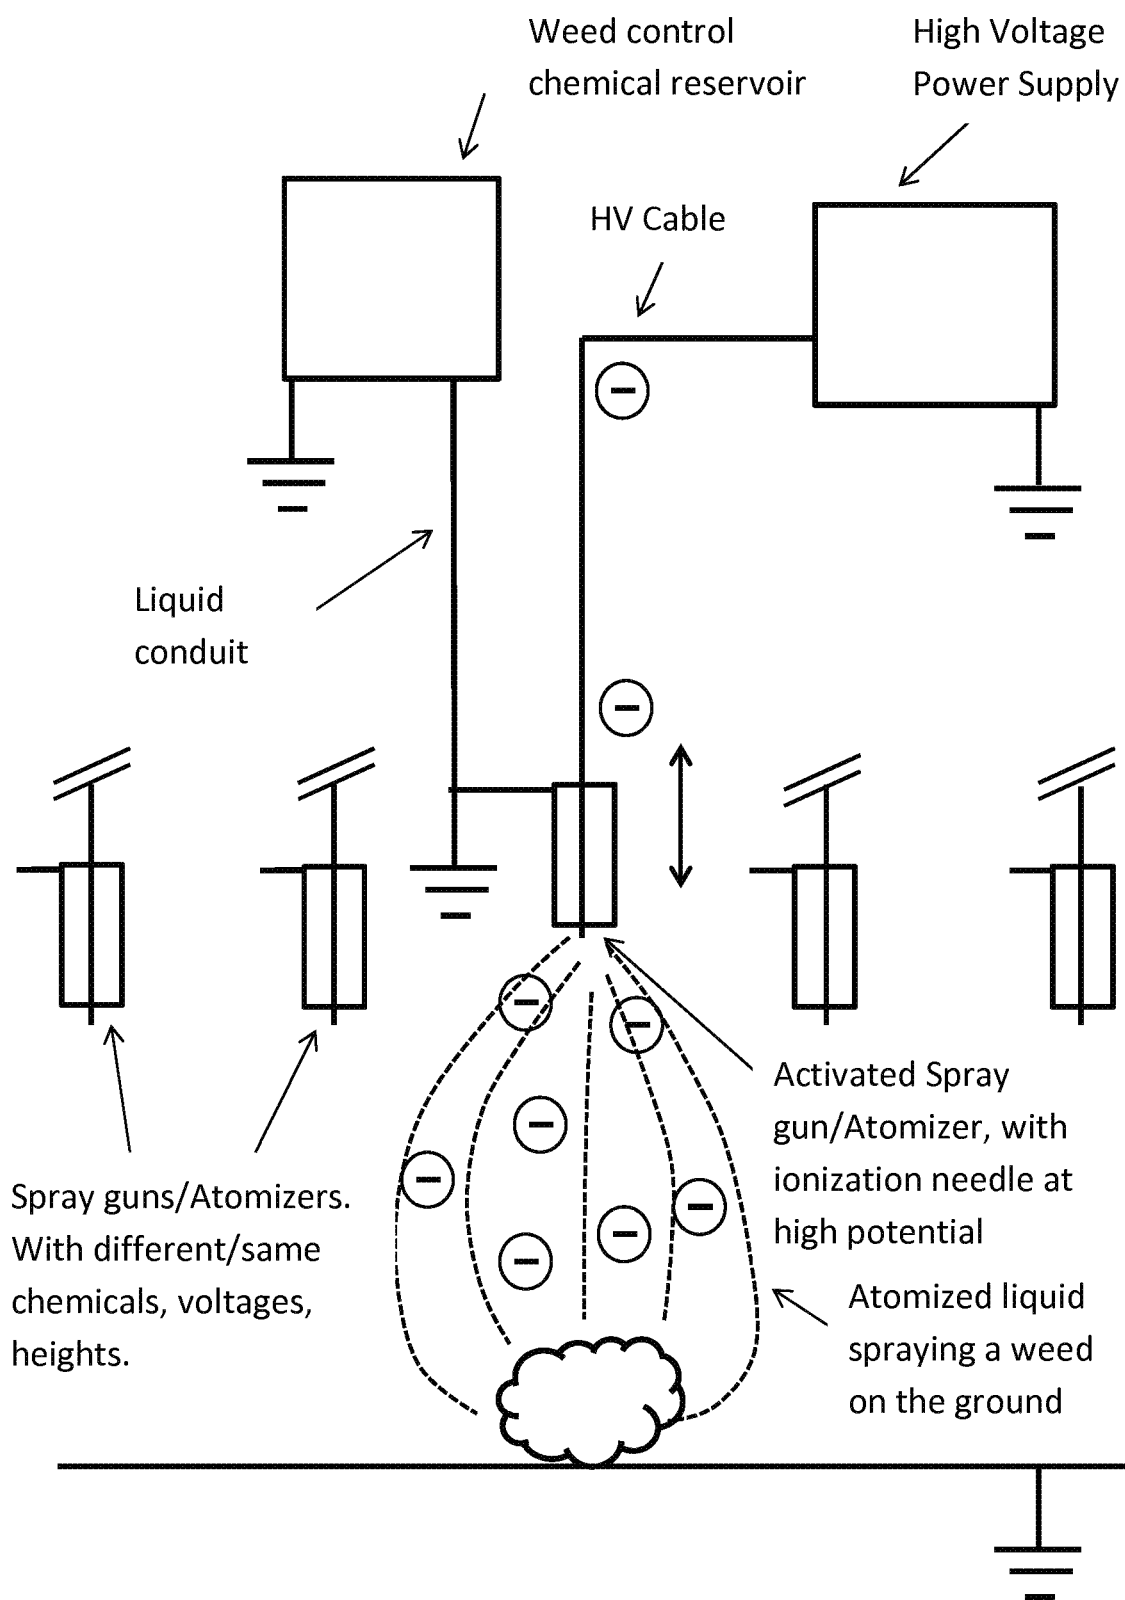 Weed control
chemical reservoir
High Voltage
Power Supply
HV Cable
Liquid
conduit
Activated Spray
gun/Atomizer, with
ionization needle at
high potential
Spray guns/Atomizers.
With different/same
chemicals, voltages,
heights.
Atomized liquid
spraying a weed
on the ground